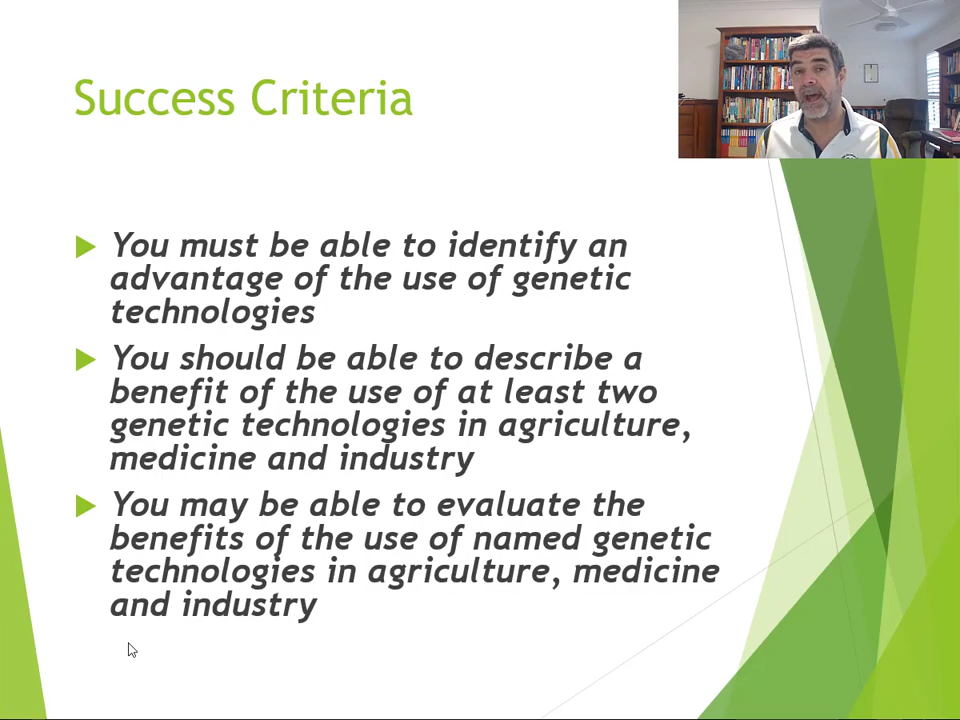 Success Criteria
You must be able to identify an
advantage of the use of genetic
technologies
You should be able to describe a
benefit of the use of at least two
genetic technologies in agriculture,
medicine and industry
You may be able to evaluate the
benefits of the use of named genetic
technologies in agriculture, medicine
and industry